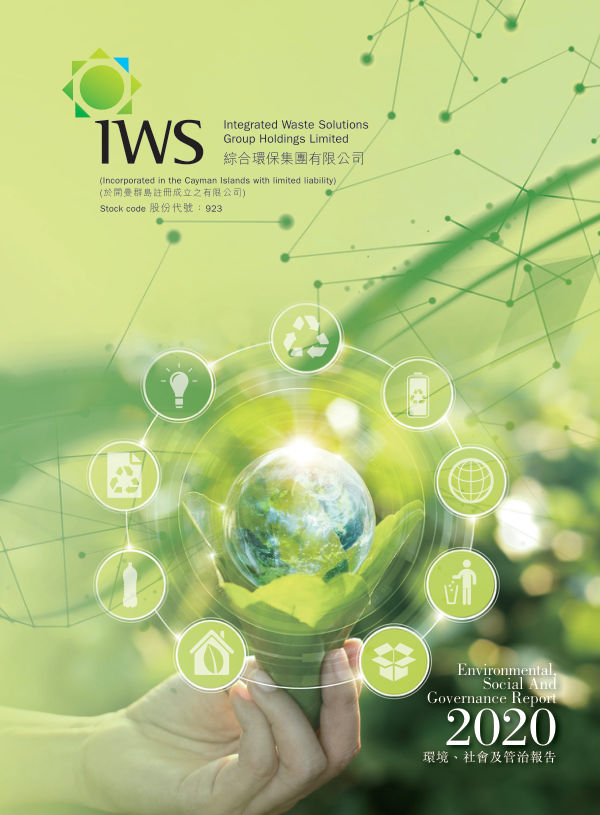 IWS
Integrated Waste Solutions
Group Holdings Limited
綜合環保集團有限公司
(Incorporated in the Cayman Islands with limited liability)
(於開曼群島註冊成立之有限公司)
Stock code 股份代號：923
Environmental,
Social And
Governance Report
2020
環境、社會及管治報告